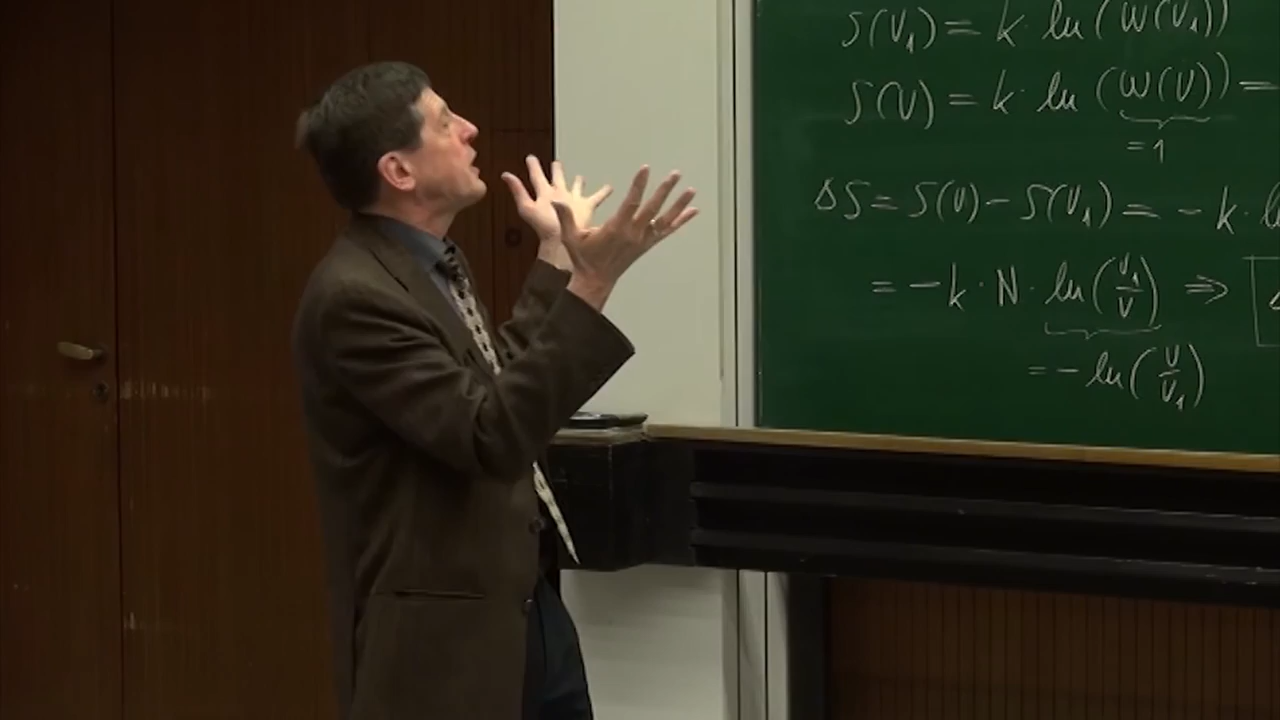 S(V₁) = k · ln (W(V₁))
S(V) = k · ln (W(V)) =
= 1
ΔS = S(V) − S(V₁) = − k ·
= − k · N · ln (V₁/V) ⇒
= − ln (V/V₁)